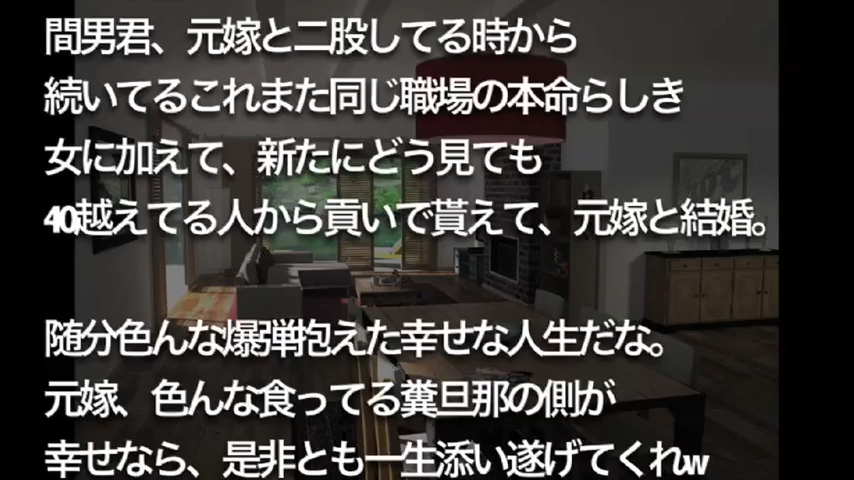 間男君、元嫁と二股してる時から
続いてるこれまた同じ職場の本命らしき
女に加えて、新たにどう見ても
40越えてる人から貢いで貰えて、元嫁と結婚。
随分色んな爆弾抱えた幸せな人生だな。
元嫁、色んな食ってる糞旦那の側が
幸せなら、是非とも一生添い遂げてくれw